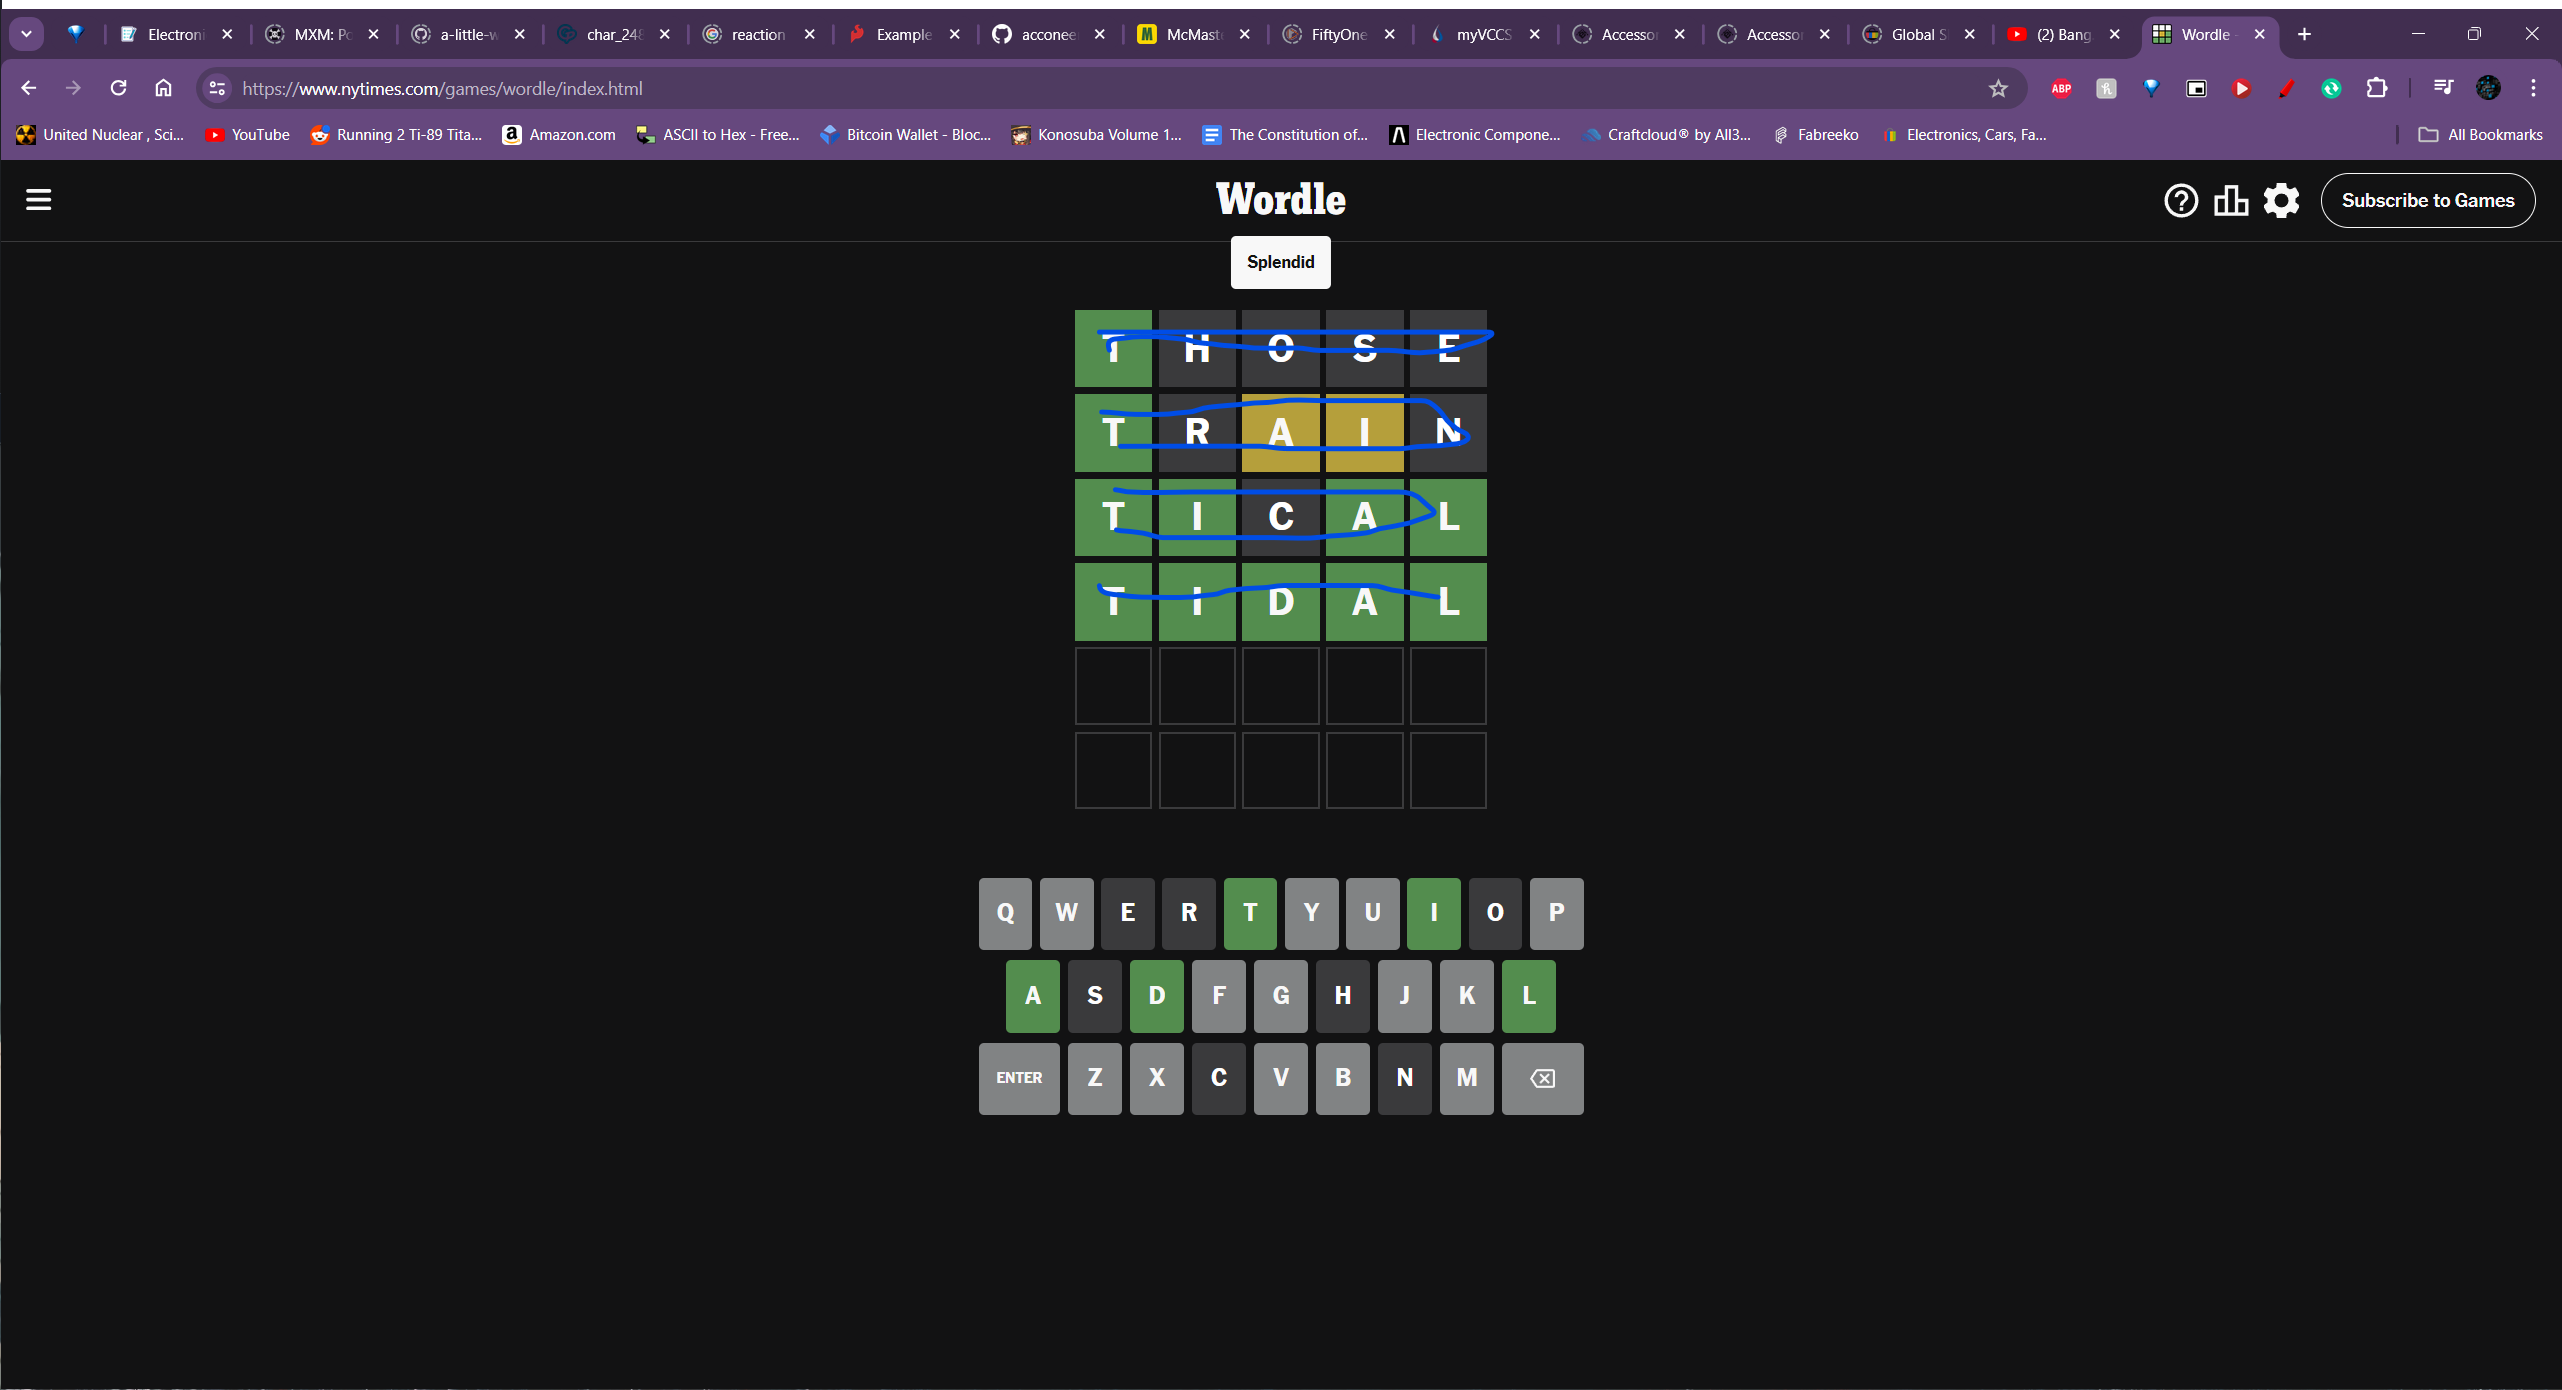 Electroni
MXM: Po
a-little-w
char_248
reaction
Example
acconee
McMaste
FiftyOne
myVCCS
Accessor
Accessor
Global S
(2) Bang
Wordle
https://www.nytimes.com/games/wordle/index.html
ABP
United Nuclear , Sci...
YouTube
Running 2 Ti-89 Tita...
Amazon.com
ASCII to Hex - Free...
Bitcoin Wallet - Bloc...
Konosuba Volume 1...
The Constitution of...
Electronic Compone...
Craftcloud® by All3...
Fabreeko
Electronics, Cars, Fa...
All Bookmarks
Wordle
Subscribe to Games
Splendid
T H O S E
T R A I N
T I C A L
T I D A L
Q W E R T Y U I O P
A S D F G H J K L
ENTER Z X C V B N M